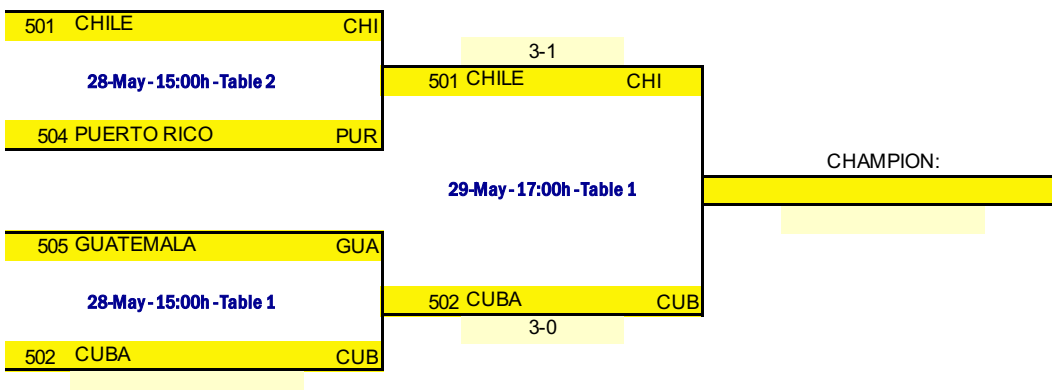 501 CHILE CHI
28-May - 15:00h - Table 2
504 PUERTO RICO PUR
505 GUATEMALA GUA
28-May - 15:00h - Table 1
502 CUBA CUB
3-1
501 CHILE CHI
29-May - 17:00h - Table 1
502 CUBA CUB
3-0
CHAMPION: